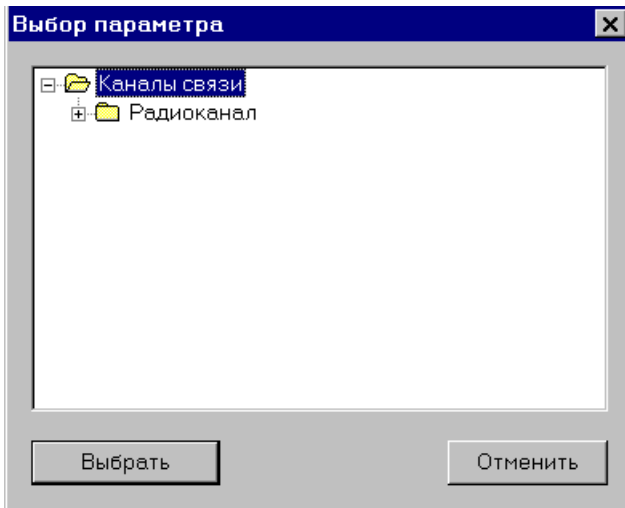 Выбор параметра
Каналы связи
Радиоканал
Выбрать
Отменить